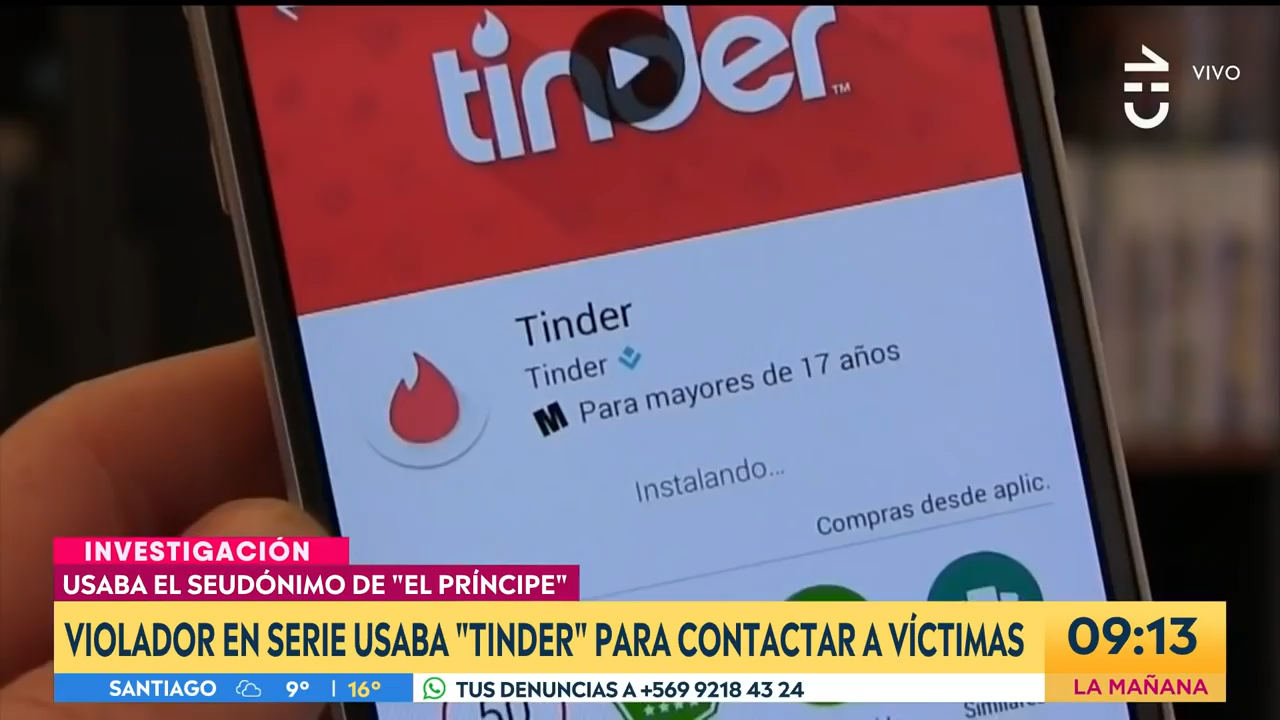 tinder™
CHV
VIVO
Tinder
Tinder
M Para mayores de 17 años
Instalando...
Compras desde aplic.
INVESTIGACIÓN
USABA EL SEUDÓNIMO DE "EL PRÍNCIPE"
VIOLADOR EN SERIE USABA "TINDER" PARA CONTACTAR A VÍCTIMAS
09:13
SANTIAGO 9° | 16°
TUS DENUNCIAS A +569 9218 43 24
LA MAÑANA